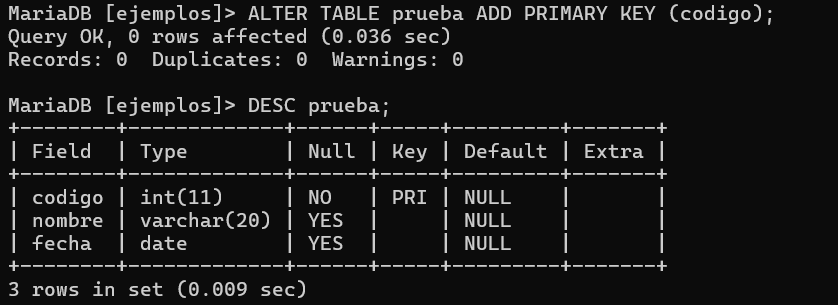 MariaDB [ejemplos]> ALTER TABLE prueba ADD PRIMARY KEY (codigo);
Query OK, 0 rows affected (0.036 sec)
Records: 0  Duplicates: 0  Warnings: 0

MariaDB [ejemplos]> DESC prueba;
+--------+-------------+------+-----+---------+-------+
| Field  | Type        | Null | Key | Default | Extra |
+--------+-------------+------+-----+---------+-------+
| codigo | int(11)     | NO   | PRI | NULL    |       |
| nombre | varchar(20) | YES  |     | NULL    |       |
| fecha  | date        | YES  |     | NULL    |       |
+--------+-------------+------+-----+---------+-------+
3 rows in set (0.009 sec)